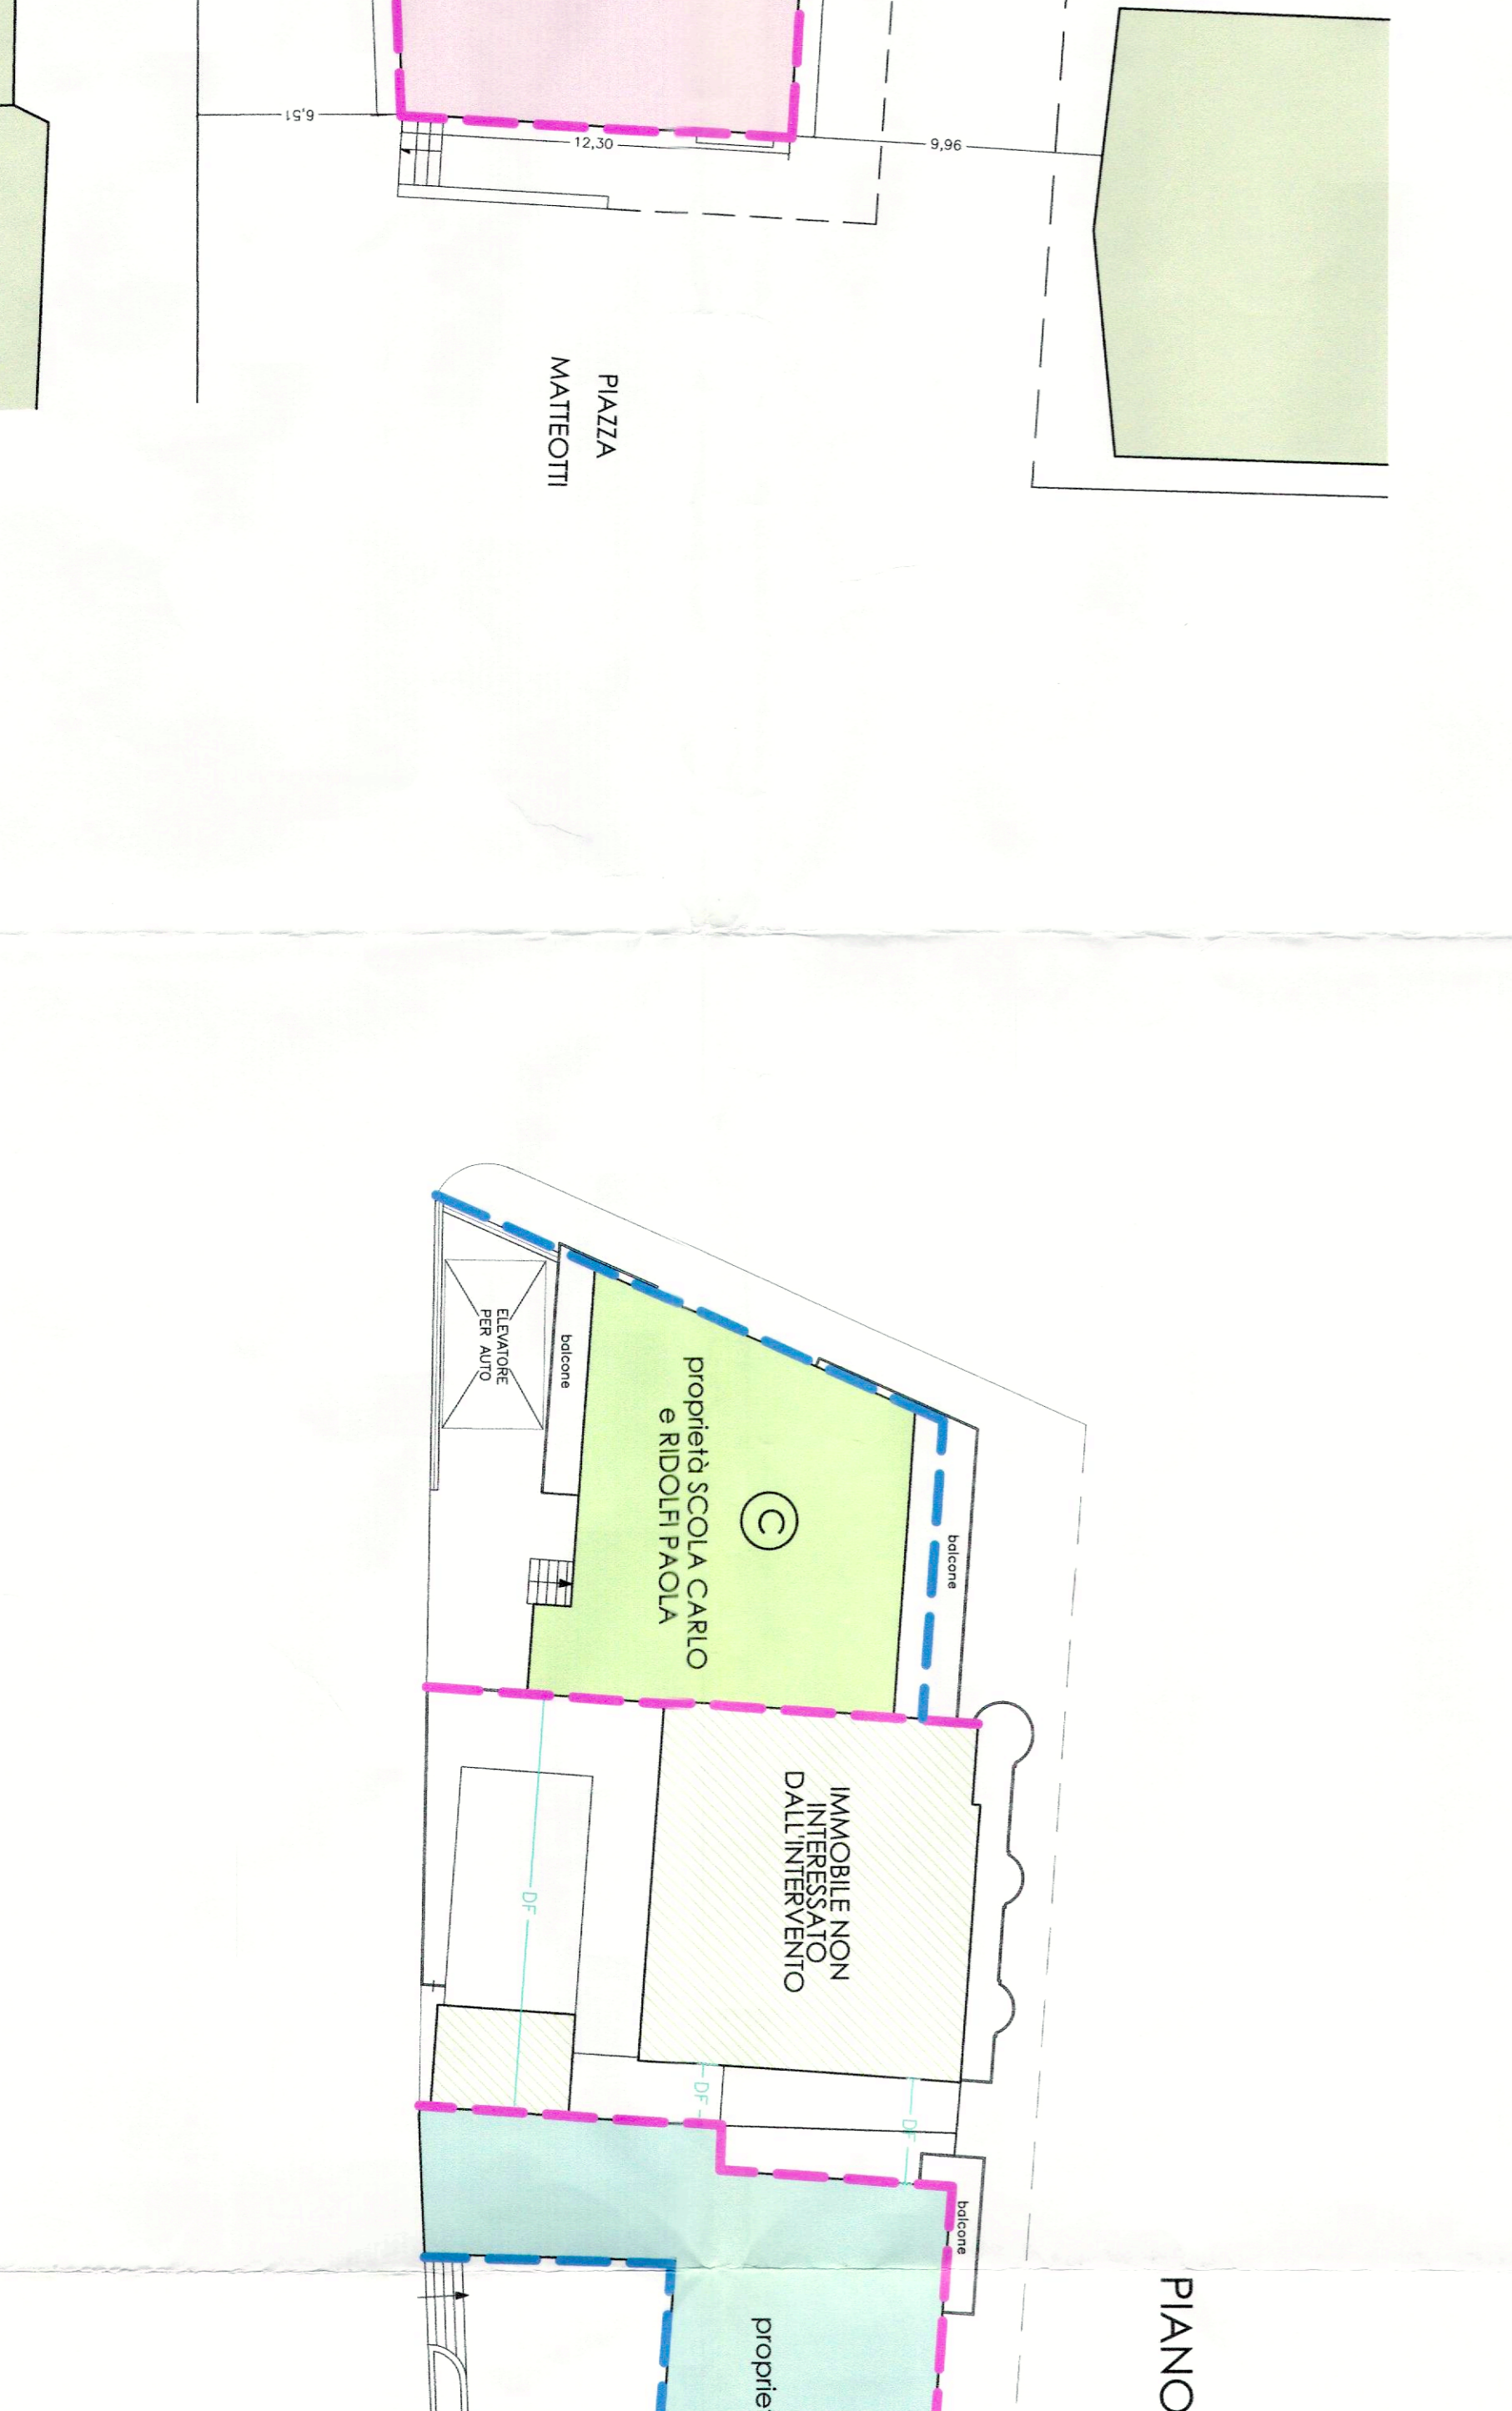 6,51
12,30
9,96
PIAZZA
MATTEOTTI
ELEVATORE
PER AUTO
balcone
proprietà SCOLA CARLO
e RIDOLFI PAOLA
C
balcone
IMMOBILE NON
INTERESSATO
DALL'INTERVENTO
DF
DF
DF
balcone
proprie
PIANO